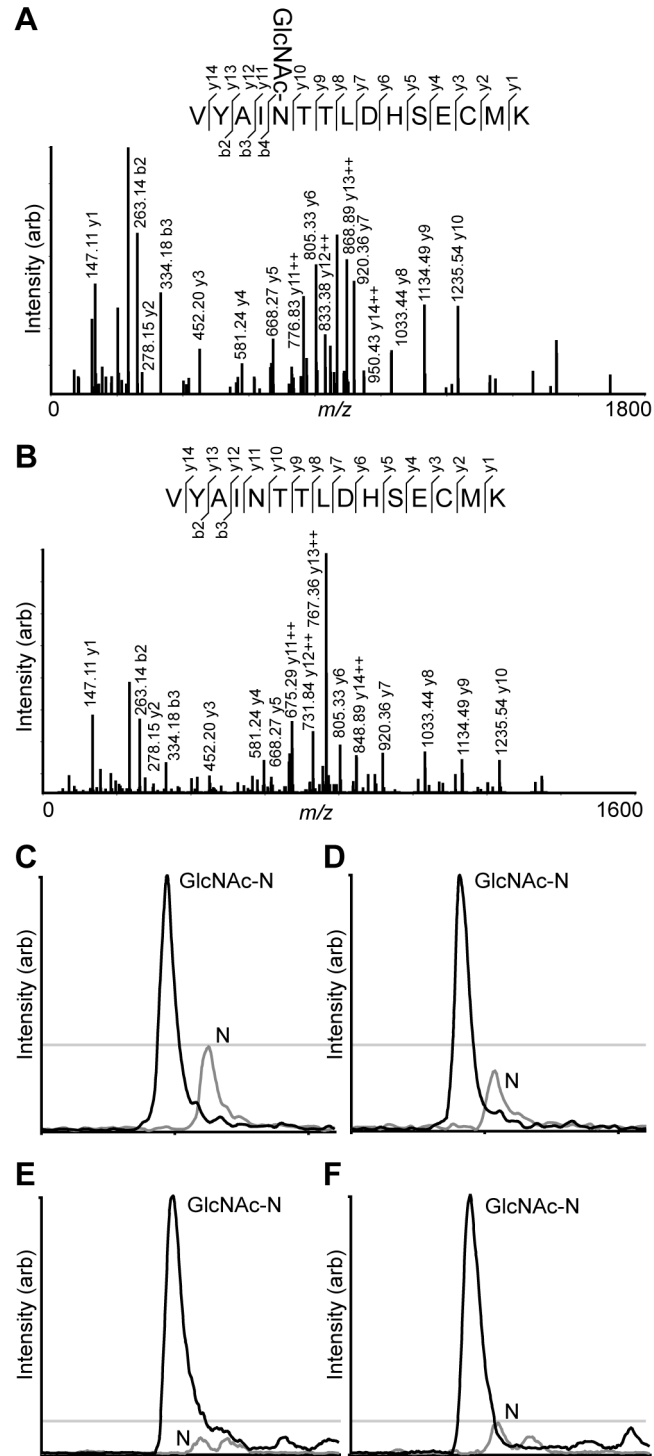 A
GlcNAc-
y14 y13 y12 y11 y10 y9 y8 y7 y6 y5 y4 y3 y2 y1
VYAINTTLDHSECMK
b2 b3 b4
Intensity (arb)
147.11 y1
263.14 b2
278.15 y2
334.18 b3
452.20 y3
581.24 y4
668.27 y5
776.83 y11++
805.33 y6
833.38 y12++
868.89 y13++
920.36 y7
950.43 y14++
1033.44 y8
1134.49 y9
1235.54 y10
0 m/z 1800
B
y14 y13 y12 y11 y10 y9 y8 y7 y6 y5 y4 y3 y2 y1
VYAINTTLDHSECMK
b2 b3
Intensity (arb)
147.11 y1
263.14 b2
278.15 y2
334.18 b3
452.20 y3
581.24 y4
668.27 y5
675.29 y11++
731.84 y12++
767.36 y13++
805.33 y6
848.89 y14++
920.36 y7
1033.44 y8
1134.49 y9
1235.54 y10
0 m/z 1600
C
GlcNAc-N
N
Intensity (arb)
D
GlcNAc-N
N
Intensity (arb)
E
GlcNAc-N
N
Intensity (arb)
F
GlcNAc-N
N
Intensity (arb)